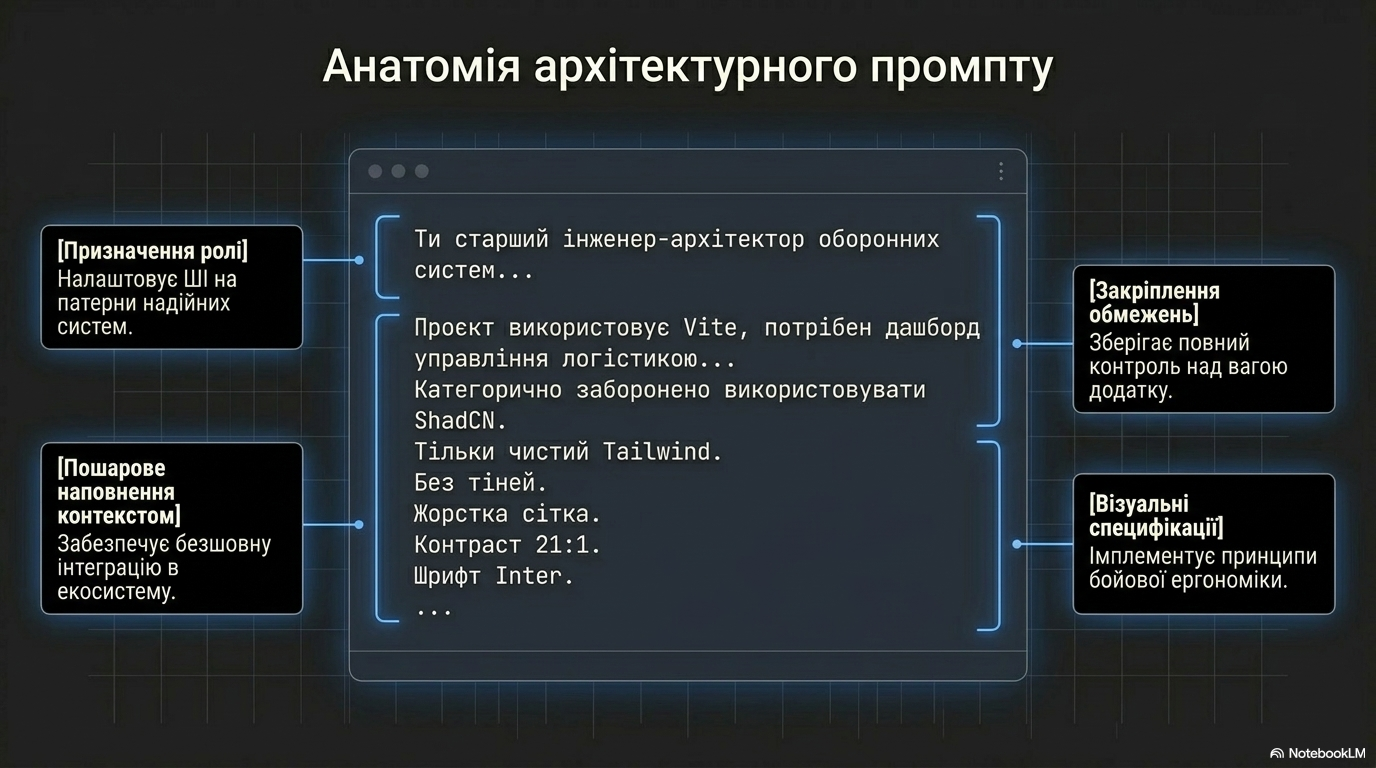 Анатомія архітектурного промпту
[Призначення ролі]
Налаштовує ШІ на
патерни надійних
систем.
[Пошарове
наповнення
контекстом]
Забезпечує безшовну
інтеграцію в
екосистему.
Ти старший інженер-архітектор оборонних
систем...
Проєкт використовує Vite, потрібен дашборд
управління логістикою...
Категорично заборонено використовувати
ShadCN.
Тільки чистий Tailwind.
Без тіней.
Жорстка сітка.
Контраст 21:1.
Шрифт Inter.
...
[Закріплення
обмежень]
Зберігає повний
контроль над вагою
додатку.
[Візуальні
специфікації]
Імплементує принципи
бойової ергономіки.
NotebookLM